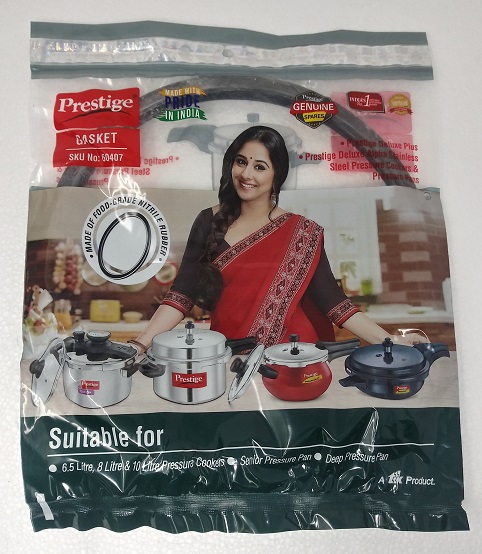 Prestige
GASKET
SKU No: 60407
MADE WITH
PRIDE
IN INDIA
GENUINE
SPARES
INDIA'S
• Prestige Deluxe Plus
• Prestige Deluxe Alpha Stainless
Steel Pressure Cookers &
Pressure Pans
• MADE OF FOOD-GRADE NITRILE RUBBER •
Prestige
Prestige
Suitable for
• 6.5 Litre, 8 Litre & 10 Litre Pressure Cookers • Senior Pressure Pan • Deep Pressure Pan
A TTK Product.